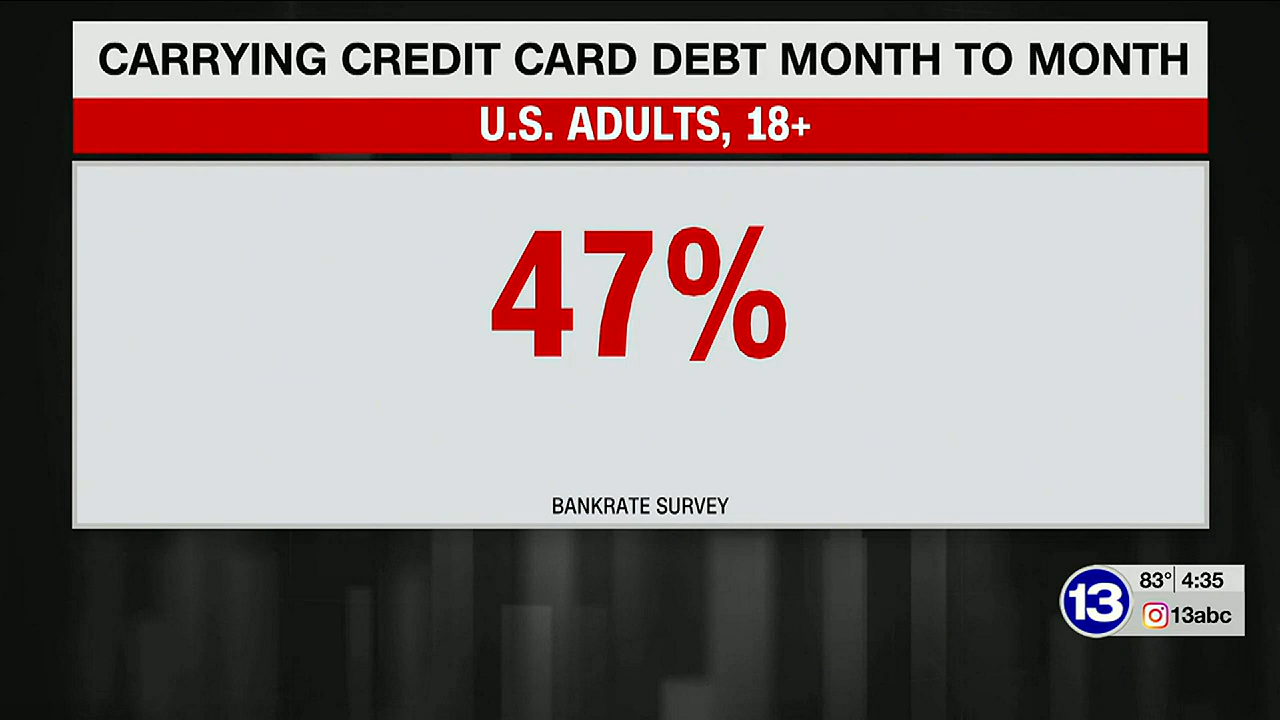 CARRYING CREDIT CARD DEBT MONTH TO MONTH
U.S. ADULTS, 18+
47%
BANKRATE SURVEY
13
83° 4:35
13abc